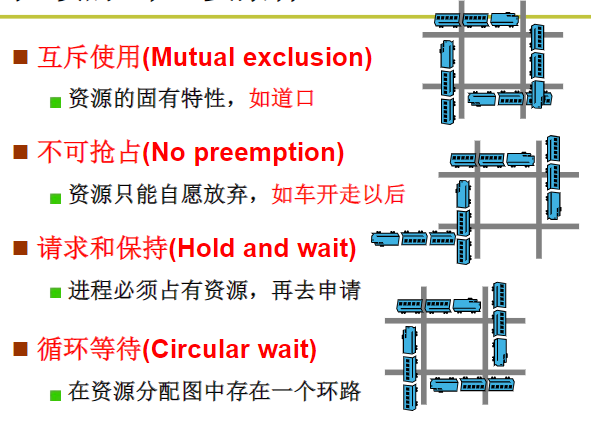 互斥使用(Mutual exclusion)
资源的固有特性，如道口
不可抢占(No preemption)
资源只能自愿放弃，如车开走以后
请求和保持(Hold and wait)
进程必须占有资源，再去申请
循环等待(Circular wait)
在资源分配图中存在一个环路